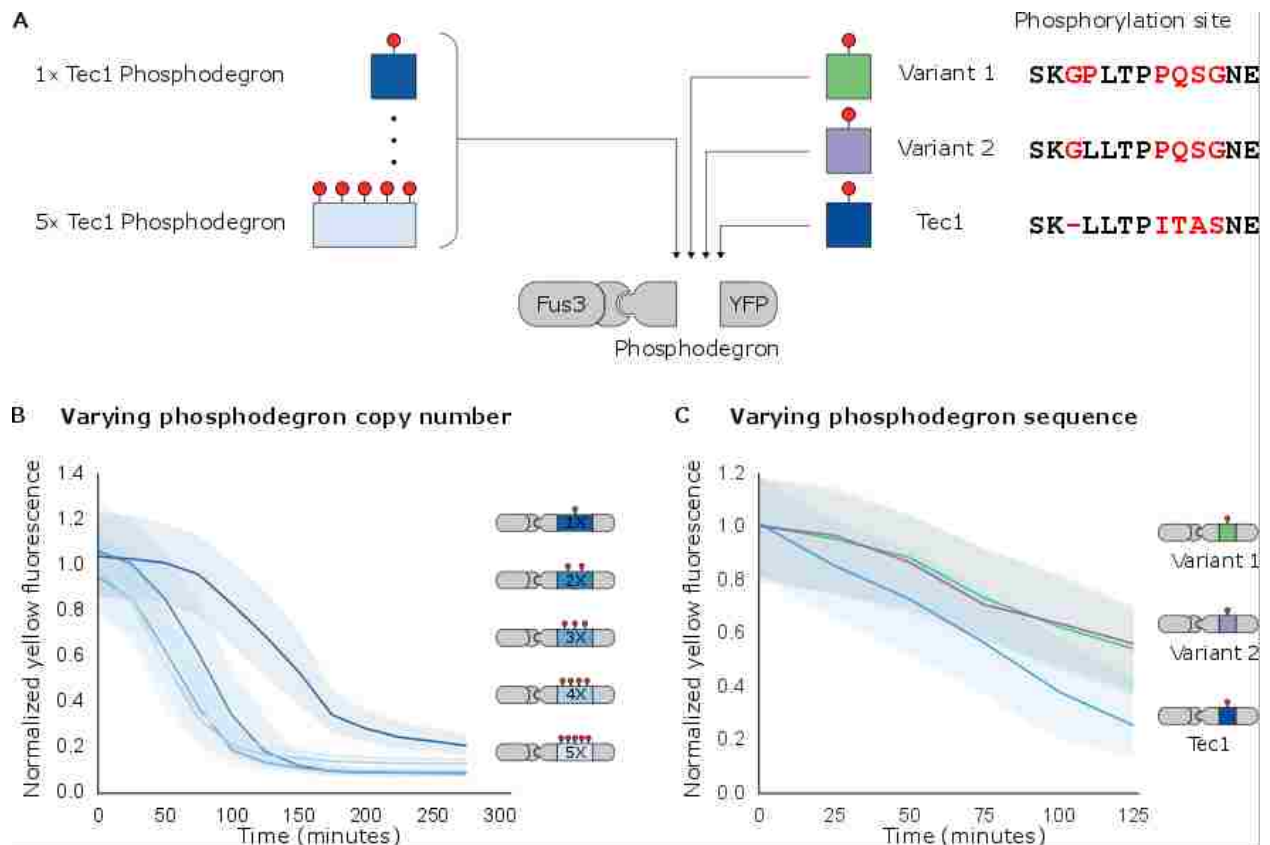 A
Phosphorylation site
1x Tec1 Phosphodegron
Variant 1 SKGPLTPPQSGNE
Variant 2 SKGLLTPPQSGNE
5x Tec1 Phosphodegron
Tec1 SK-LLTPITASNE
Fus3 YFP
Phosphodegron
B Varying phosphodegron copy number
Normalized yellow fluorescence
1.4
1.2
1.0
0.8
0.6
0.4
0.2
0.0
0 50 100 150 200 250 300
Time (minutes)
1X
2X
3X
4X
5X
C Varying phosphodegron sequence
Normalized yellow fluorescence
1.2
1.0
0.8
0.6
0.4
0.2
0.0
0 25 50 75 100 125
Time (minutes)
Variant 1
Variant 2
Tec1